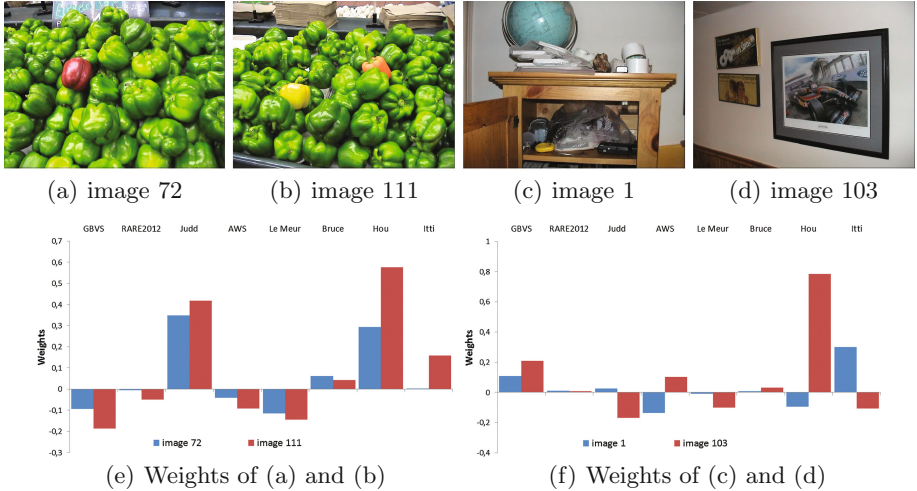 (a) image 72
(b) image 111
(c) image 1
(d) image 103
GBVS RARE2012 Judd AWS Le Meur Bruce Hou Itti
0,7
0,6
0,5
0,4
0,3
0,2
0,1
0
-0,1
-0,2
-0,3
Weights
image 72 image 111
GBVS RARE2012 Judd AWS Le Meur Bruce Hou Itti
1
0,8
0,6
0,4
0,2
0
-0,2
-0,4
Weights
image 1 image 103
(e) Weights of (a) and (b)
(f) Weights of (c) and (d)